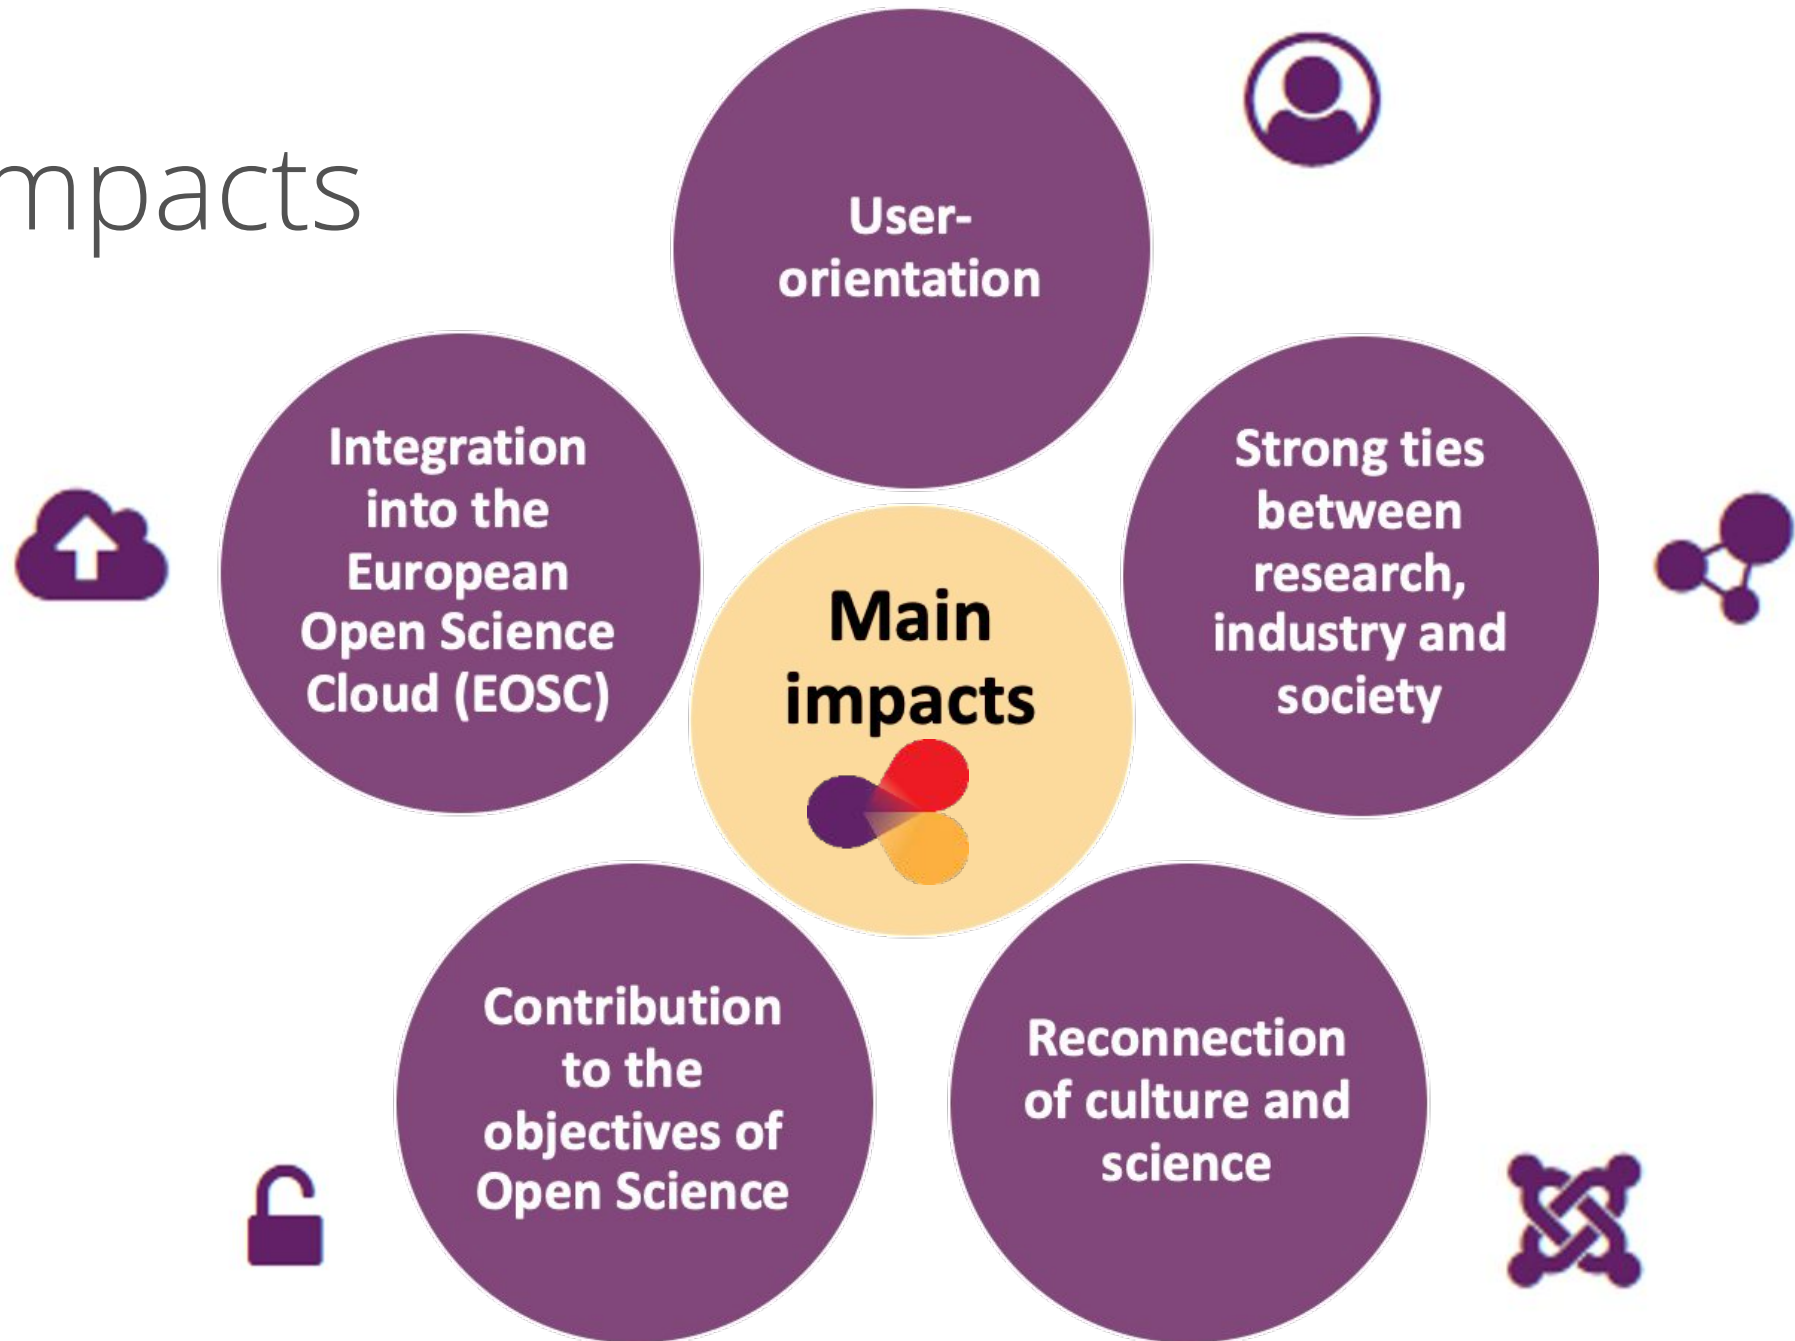 mpacts
User-
orientation
Integration
into the
European
Open Science
Cloud (EOSC)
Strong ties
between
research,
industry and
society
Main
impacts
Contribution
to the
objectives of
Open Science
Reconnection
of culture and
science